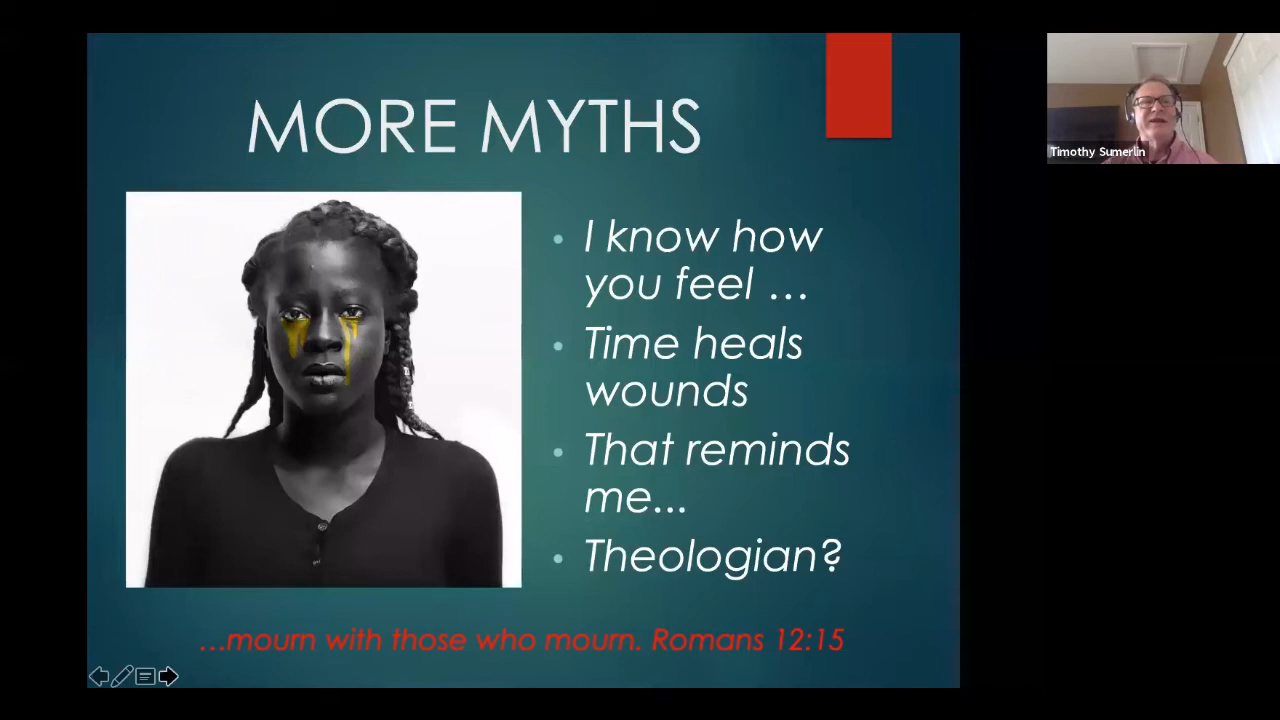 MORE MYTHS
• I know how
you feel …
• Time heals
wounds
• That reminds
me...
• Theologian?
...mourn with those who mourn. Romans 12:15
Timothy Sumerlin